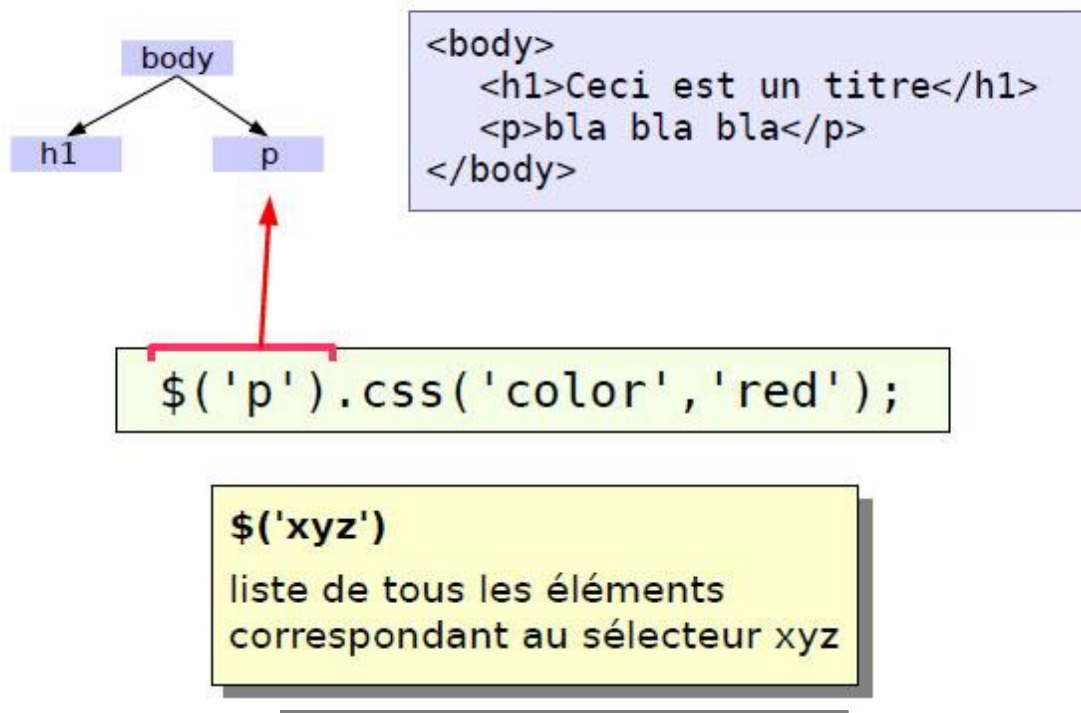 body
h1
p
<body>
<h1>Ceci est un titre</h1>
<p>bla bla bla</p>
</body>
$('p').css('color','red');
$('xyz')
liste de tous les éléments
correspondant au sélecteur xyz